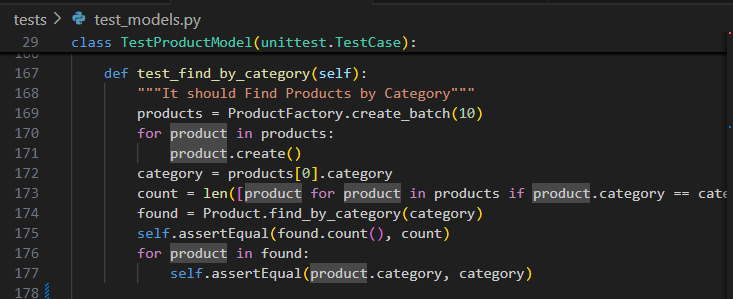 tests > test_models.py
29 class TestProductModel(unittest.TestCase):
167 def test_find_by_category(self):
168 """It should Find Products by Category"""
169 products = ProductFactory.create_batch(10)
170 for product in products:
171 product.create()
172 category = products[0].category
173 count = len([product for product in products if product.category == cate
174 found = Product.find_by_category(category)
175 self.assertEqual(found.count(), count)
176 for product in found:
177 self.assertEqual(product.category, category)
178